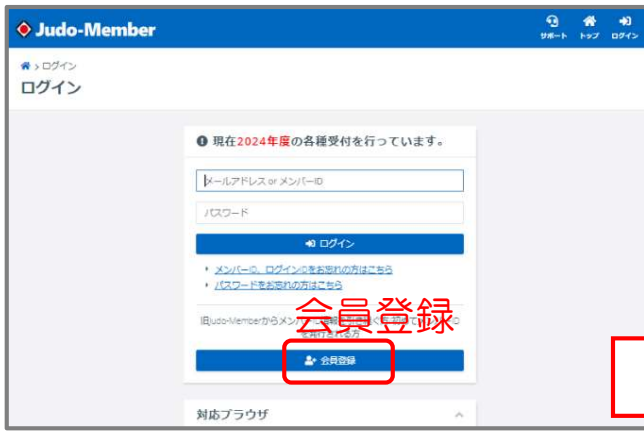 Judo-Member
サポート トップ ログイン
> ログイン
ログイン
現在2024年度の各種受付を行っています。
メールアドレス or メンバーID
パスワード
ログイン
メンバーID、ログインIDをお忘れの方はこちら
パスワードをお忘れの方はこちら
会員登録
旧Judo-Memberからメンバー
を発行される方
会員登録
対応ブラウザ